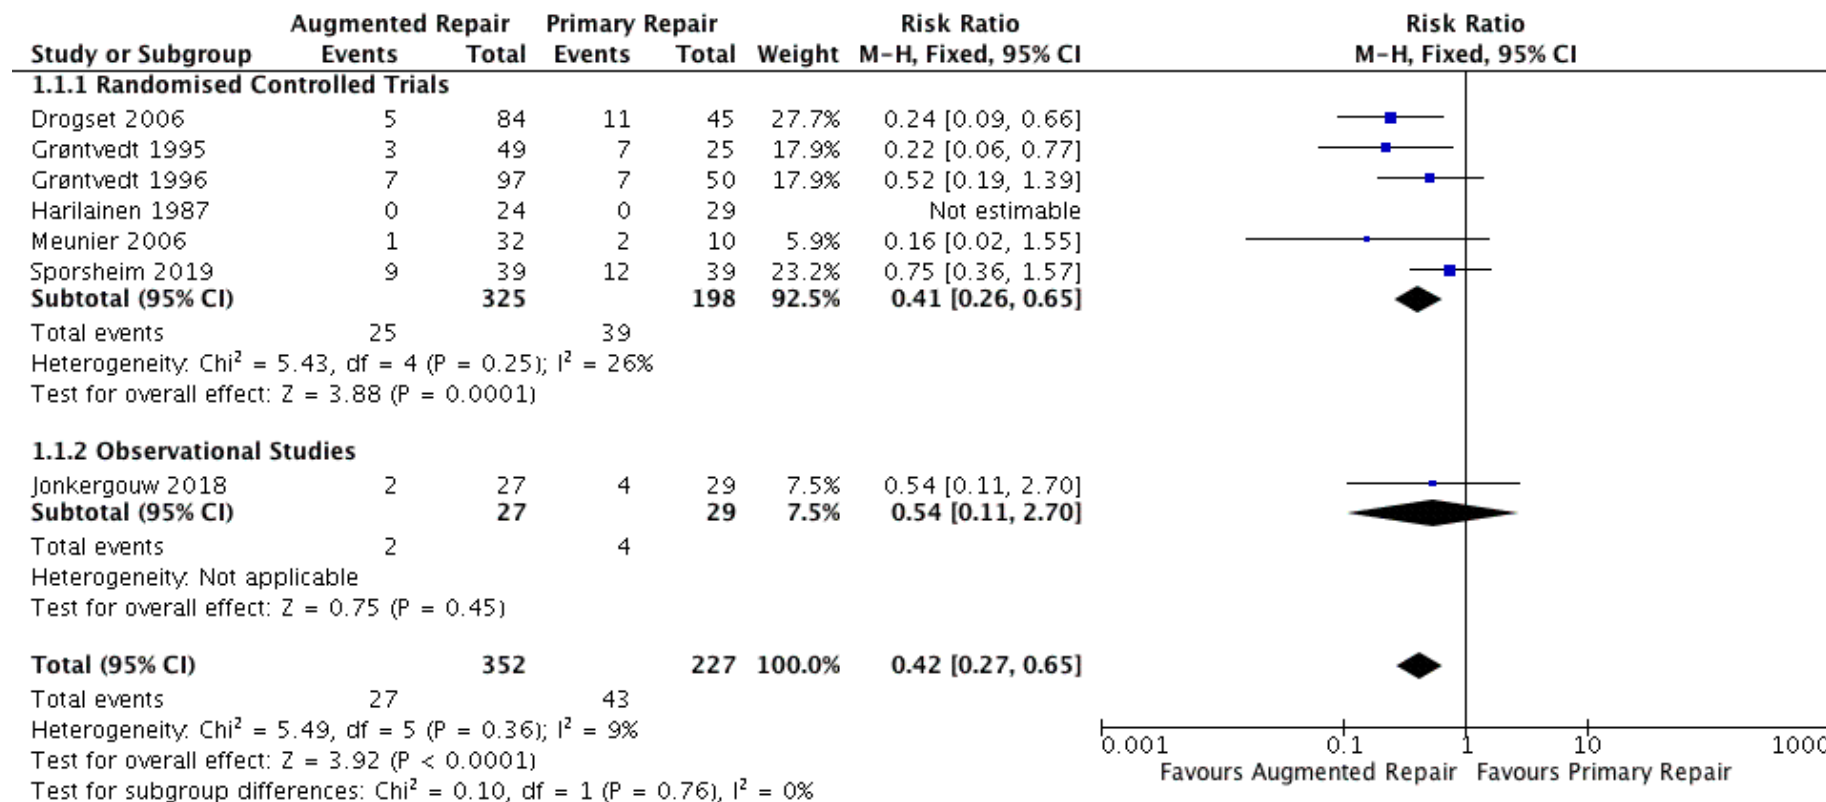 Augmented Repair Primary Repair Risk Ratio Risk Ratio
Study or Subgroup Events Total Events Total Weight M-H, Fixed, 95% CI M-H, Fixed, 95% CI
1.1.1 Randomised Controlled Trials
Drogset 2006 5 84 11 45 27.7% 0.24 [0.09, 0.66]
Grøntvedt 1995 3 49 7 25 17.9% 0.22 [0.06, 0.77]
Grøntvedt 1996 7 97 7 50 17.9% 0.52 [0.19, 1.39]
Harilainen 1987 0 24 0 29 Not estimable
Meunier 2006 1 32 2 10 5.9% 0.16 [0.02, 1.55]
Sporsheim 2019 9 39 12 39 23.2% 0.75 [0.36, 1.57]
Subtotal (95% CI) 325 198 92.5% 0.41 [0.26, 0.65]
Total events 25 39
Heterogeneity: Chi² = 5.43, df = 4 (P = 0.25); I² = 26%
Test for overall effect: Z = 3.88 (P = 0.0001)
1.1.2 Observational Studies
Jonkergouw 2018 2 27 4 29 7.5% 0.54 [0.11, 2.70]
Subtotal (95% CI) 27 29 7.5% 0.54 [0.11, 2.70]
Total events 2 4
Heterogeneity: Not applicable
Test for overall effect: Z = 0.75 (P = 0.45)
Total (95% CI) 352 227 100.0% 0.42 [0.27, 0.65]
Total events 27 43
Heterogeneity: Chi² = 5.49, df = 5 (P = 0.36); I² = 9%
Test for overall effect: Z = 3.92 (P < 0.0001)
Test for subgroup differences: Chi² = 0.10, df = 1 (P = 0.76), I² = 0%
0.001 0.1 1 10 1000
Favours Augmented Repair Favours Primary Repair